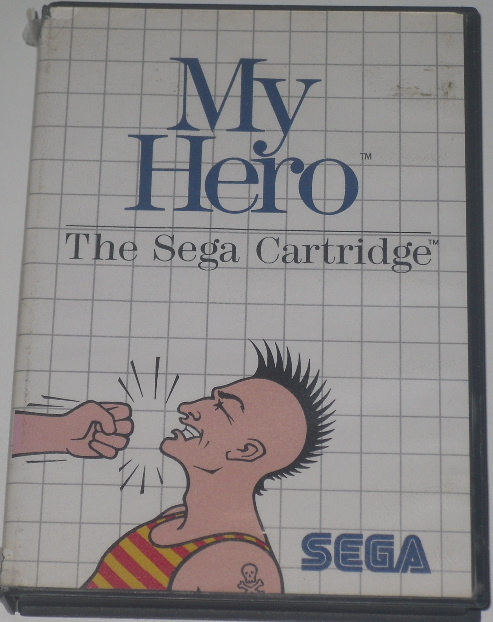 My
Hero™
The Sega Cartridge™
SEGA